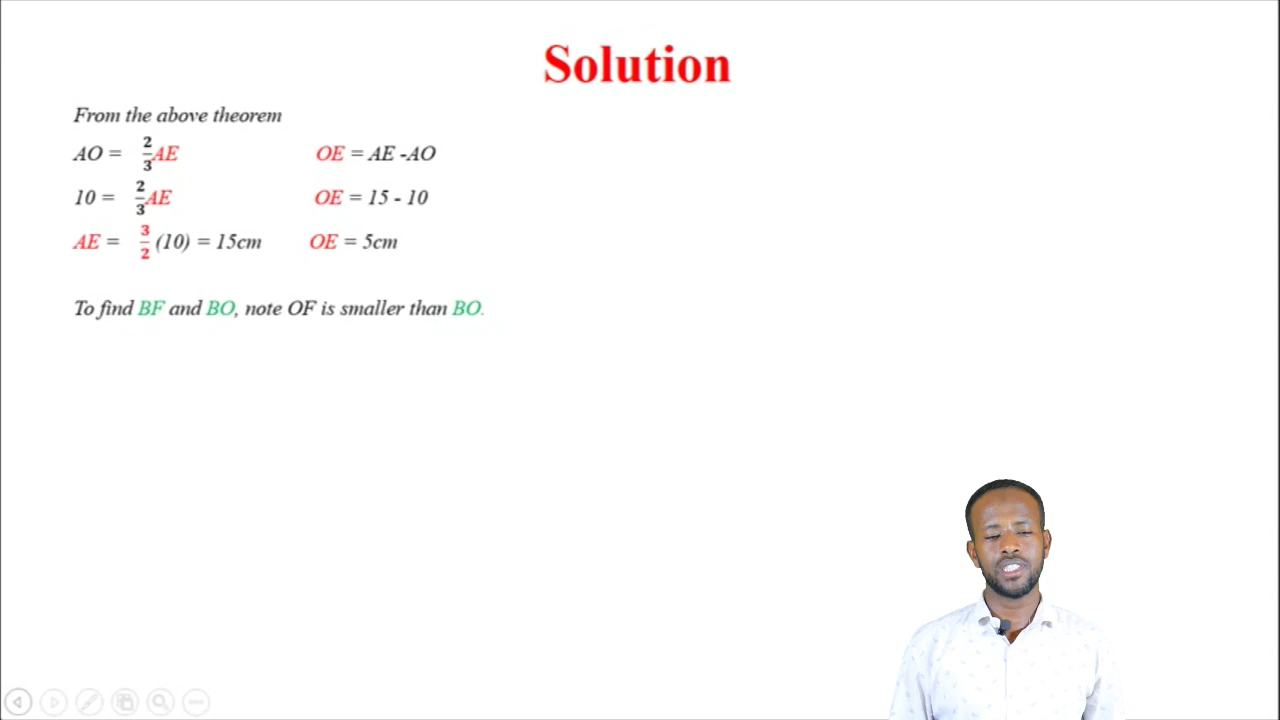 Solution
From the above theorem
AO = 2/3 AE OE = AE -AO
10 = 2/3 AE OE = 15 - 10
AE = 3/2 (10) = 15cm OE = 5cm
To find BF and BO, note OF is smaller than BO.